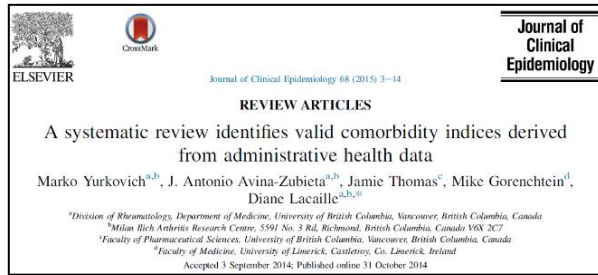 ELSEVIER
CrossMark
Journal of
Clinical
Epidemiology
Journal of Clinical Epidemiology 68 (2015) 3–14
REVIEW ARTICLES
A systematic review identifies valid comorbidity indices derived
from administrative health data
Marko Yurkovich^a,b, J. Antonio Avina-Zubieta^a,b, Jamie Thomas^c, Mike Gorenchtein^d,
Diane Lacaille^a,b,*
^aDivision of Rheumatology, Department of Medicine, University of British Columbia, Vancouver, British Columbia, Canada
^bMilan Ilich Arthritis Research Centre, 5591 No. 3 Rd, Richmond, British Columbia, Canada V6X 2C7
^cFaculty of Pharmaceutical Sciences, University of British Columbia, Vancouver, British Columbia, Canada
^dFaculty of Medicine, University of Limerick, Castletroy, Co. Limerick, Ireland
Accepted 3 September 2014; Published online 31 October 2014